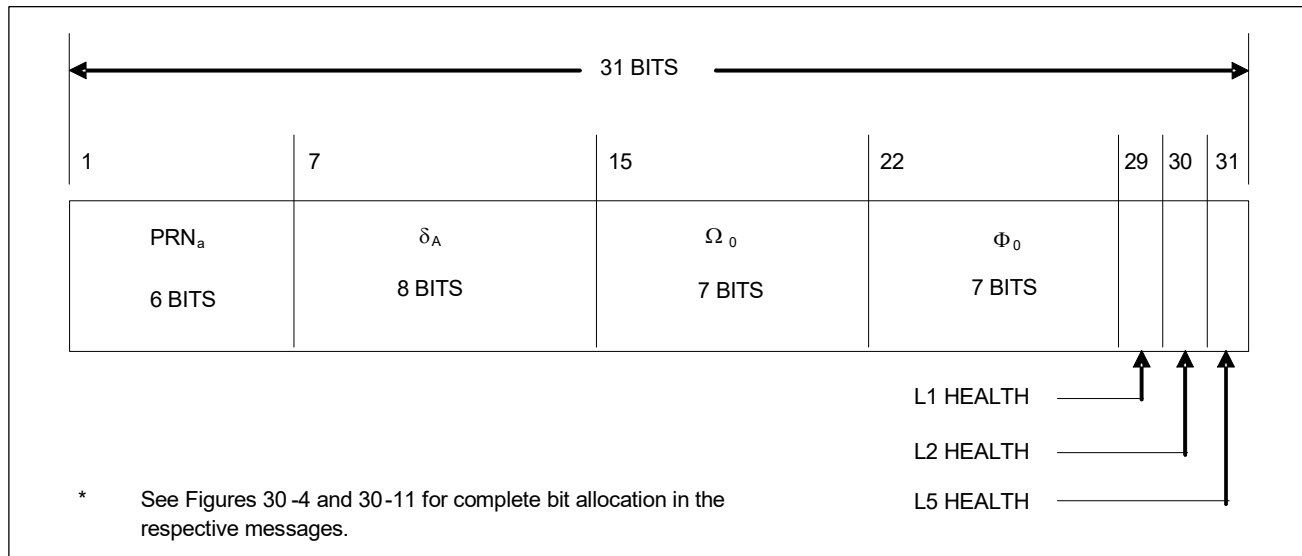 31 BITS
1 7 15 22 29 30 31
PRNa δA Ω0 Φ0
6 BITS 8 BITS 7 BITS 7 BITS
L1 HEALTH
L2 HEALTH
L5 HEALTH
* See Figures 30-4 and 30-11 for complete bit allocation in the
respective messages.